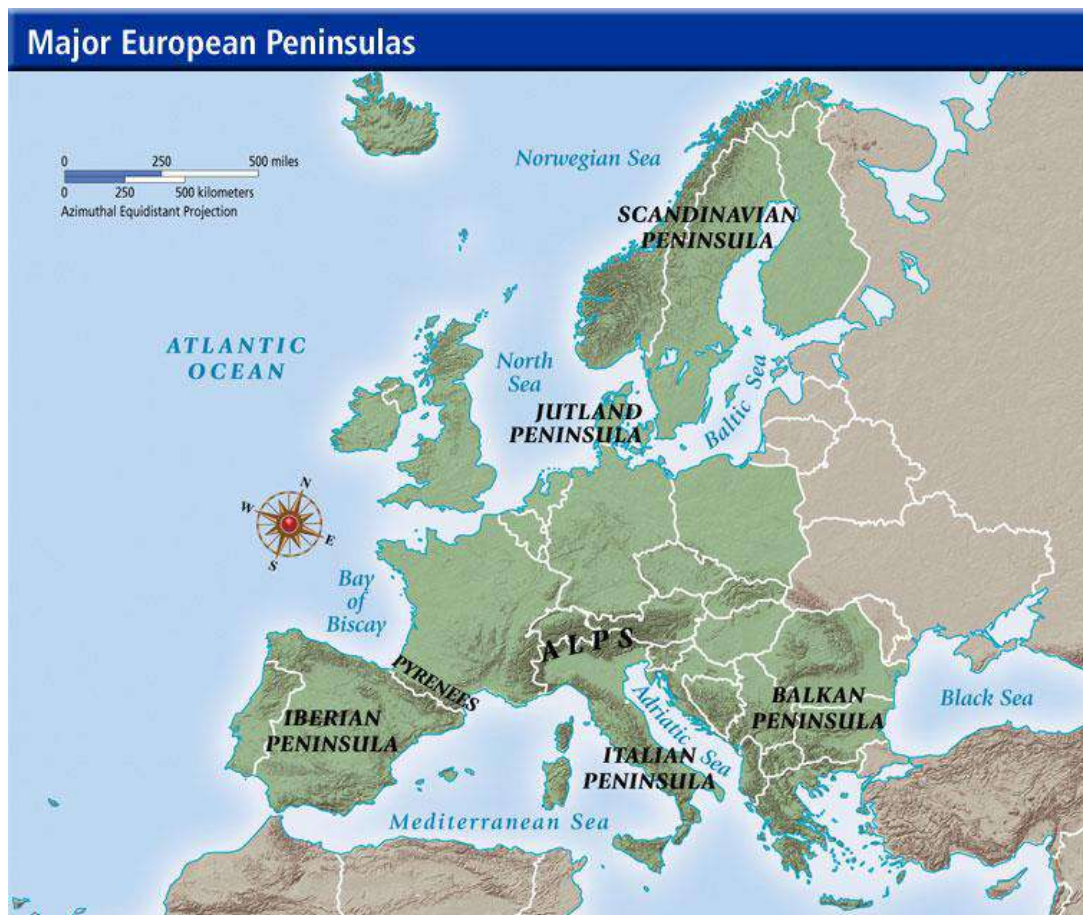 Major European Peninsulas
0 250 500 miles
0 250 500 kilometers
Azimuthal Equidistant Projection
Norwegian Sea
SCANDINAVIAN
PENINSULA
ATLANTIC
OCEAN
North
Sea
Baltic Sea
JUTLAND
PENINSULA
N
W
E
S
Bay
of
Biscay
ALPS
PYRENEES
IBERIAN
PENINSULA
Adriatic Sea
BALKAN
PENINSULA
Black Sea
ITALIAN
PENINSULA
Mediterranean Sea